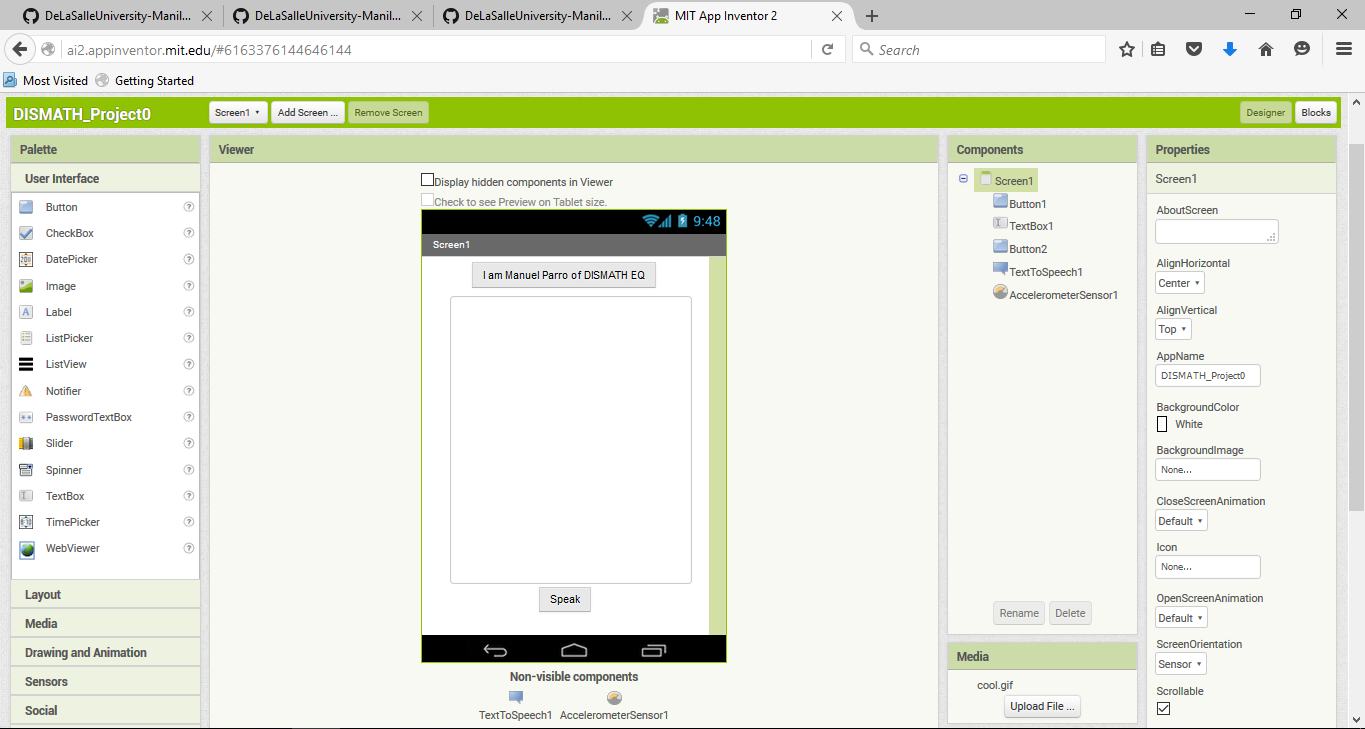 DeLaSalleUniversity-Manil...
DeLaSalleUniversity-Manil...
DeLaSalleUniversity-Manil...
MIT App Inventor 2
ai2.appinventor.mit.edu/#6163376144646144
Search
Most Visited
Getting Started
DISMATH_Project0
Screen1
Add Screen ...
Remove Screen
Designer
Blocks
Palette
User Interface
Button
CheckBox
DatePicker
Image
Label
ListPicker
ListView
Notifier
PasswordTextBox
Slider
Spinner
TextBox
TimePicker
WebViewer
Layout
Media
Drawing and Animation
Sensors
Social
Viewer
Display hidden components in Viewer
Check to see Preview on Tablet size.
9:48
Screen1
I am Manuel Parro of DISMATH EQ
Speak
Non-visible components
TextToSpeech1
AccelerometerSensor1
Components
Screen1
Button1
TextBox1
Button2
TextToSpeech1
AccelerometerSensor1
Rename
Delete
Media
cool.gif
Upload File ...
Properties
Screen1
AboutScreen
AlignHorizontal
Center
AlignVertical
Top
AppName
DISMATH_Project0
BackgroundColor
White
BackgroundImage
None...
CloseScreenAnimation
Default
Icon
None...
OpenScreenAnimation
Default
ScreenOrientation
Sensor
Scrollable